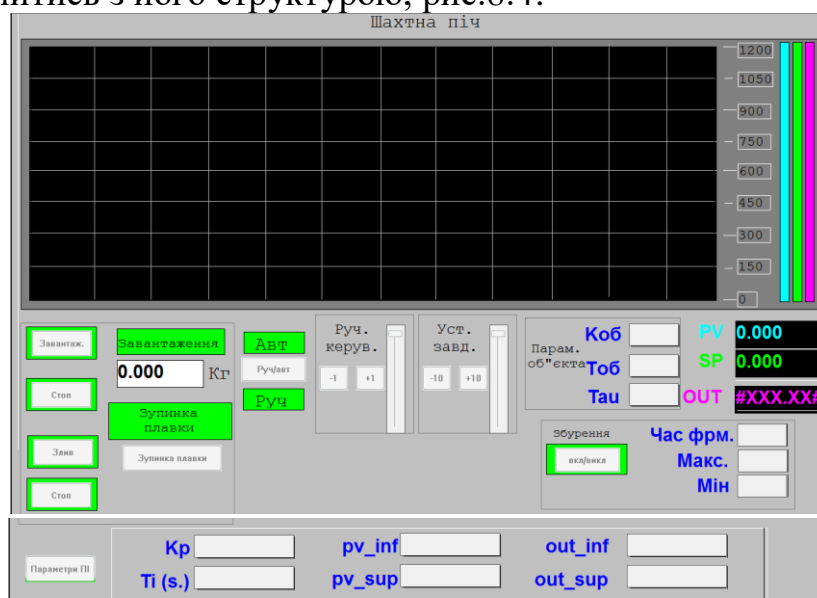 читись з його структурою, рис.8.4.
Шахтна піч
1200
1050
900
750
600
450
300
150
0
Завантаж.
Стоп
Злив
Стоп
Завантаження
0.000 Кг
Зупинка
плавки
Зупинка плавки
Авт
Руч/авт
Руч
Руч.
керув.
-1 +1
Уст.
завд.
-10 +10
Парам.
об"єкта
Коб
Тоб
Tau
PV 0.000
SP 0.000
OUT #XXX.XX#
Збурення
вкл/викл
Час фрм.
Макс.
Мін
Параметри ПІ
Kp
Ti (s.)
pv_inf
pv_sup
out_inf
out_sup